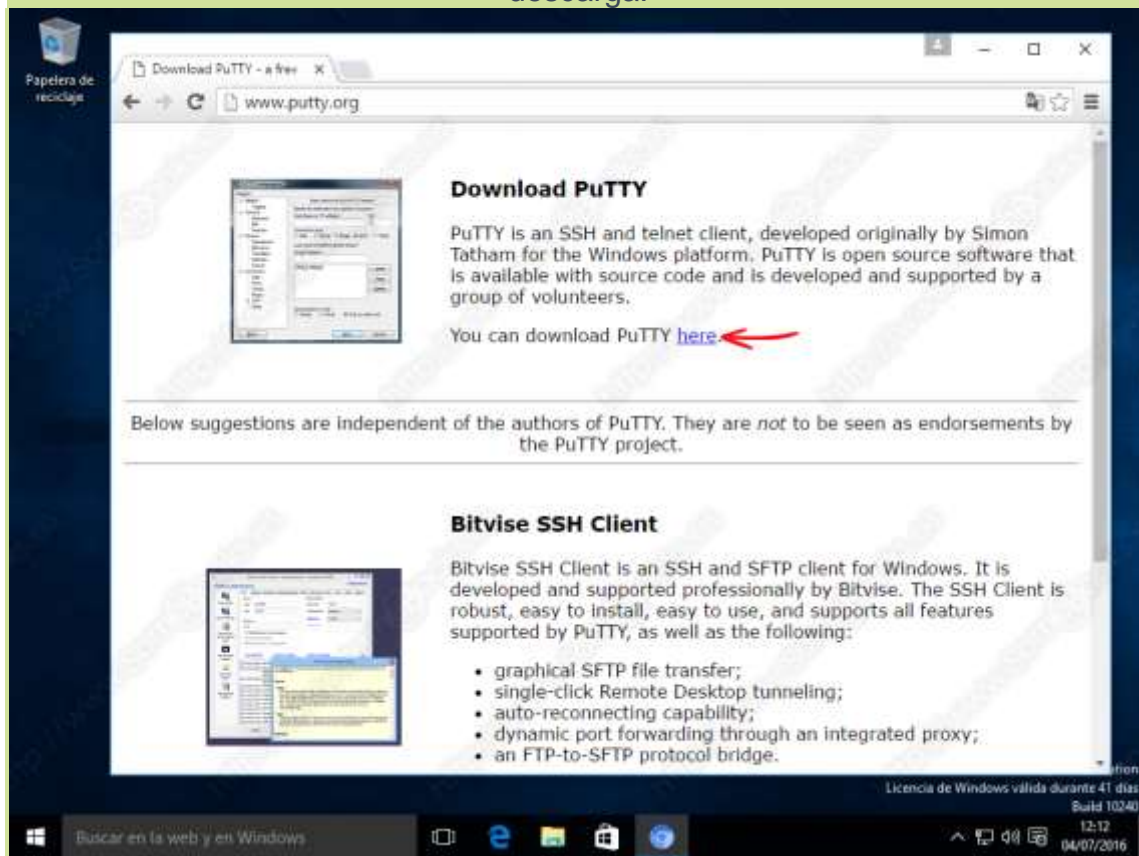 descargar
Papelera de
reciclaje
Download PuTTY - a free
www.putty.org
Download PuTTY
PuTTY is an SSH and telnet client, developed originally by Simon
Tatham for the Windows platform. PuTTY is open source software that
is available with source code and is developed and supported by a
group of volunteers.
You can download PuTTY here.
Below suggestions are independent of the authors of PuTTY. They are not to be seen as endorsements by
the PuTTY project.
Bitvise SSH Client
Bitvise SSH Client is an SSH and SFTP client for Windows. It is
developed and supported professionally by Bitvise. The SSH Client is
robust, easy to install, easy to use, and supports all features
supported by PuTTY, as well as the following:
• graphical SFTP file transfer;
• single-click Remote Desktop tunneling;
• auto-reconnecting capability;
• dynamic port forwarding through an integrated proxy;
• an FTP-to-SFTP protocol bridge.
Licencia de Windows válida durante 41 días
Build 10240
Buscar en la web y en Windows
12:12
04/07/2016